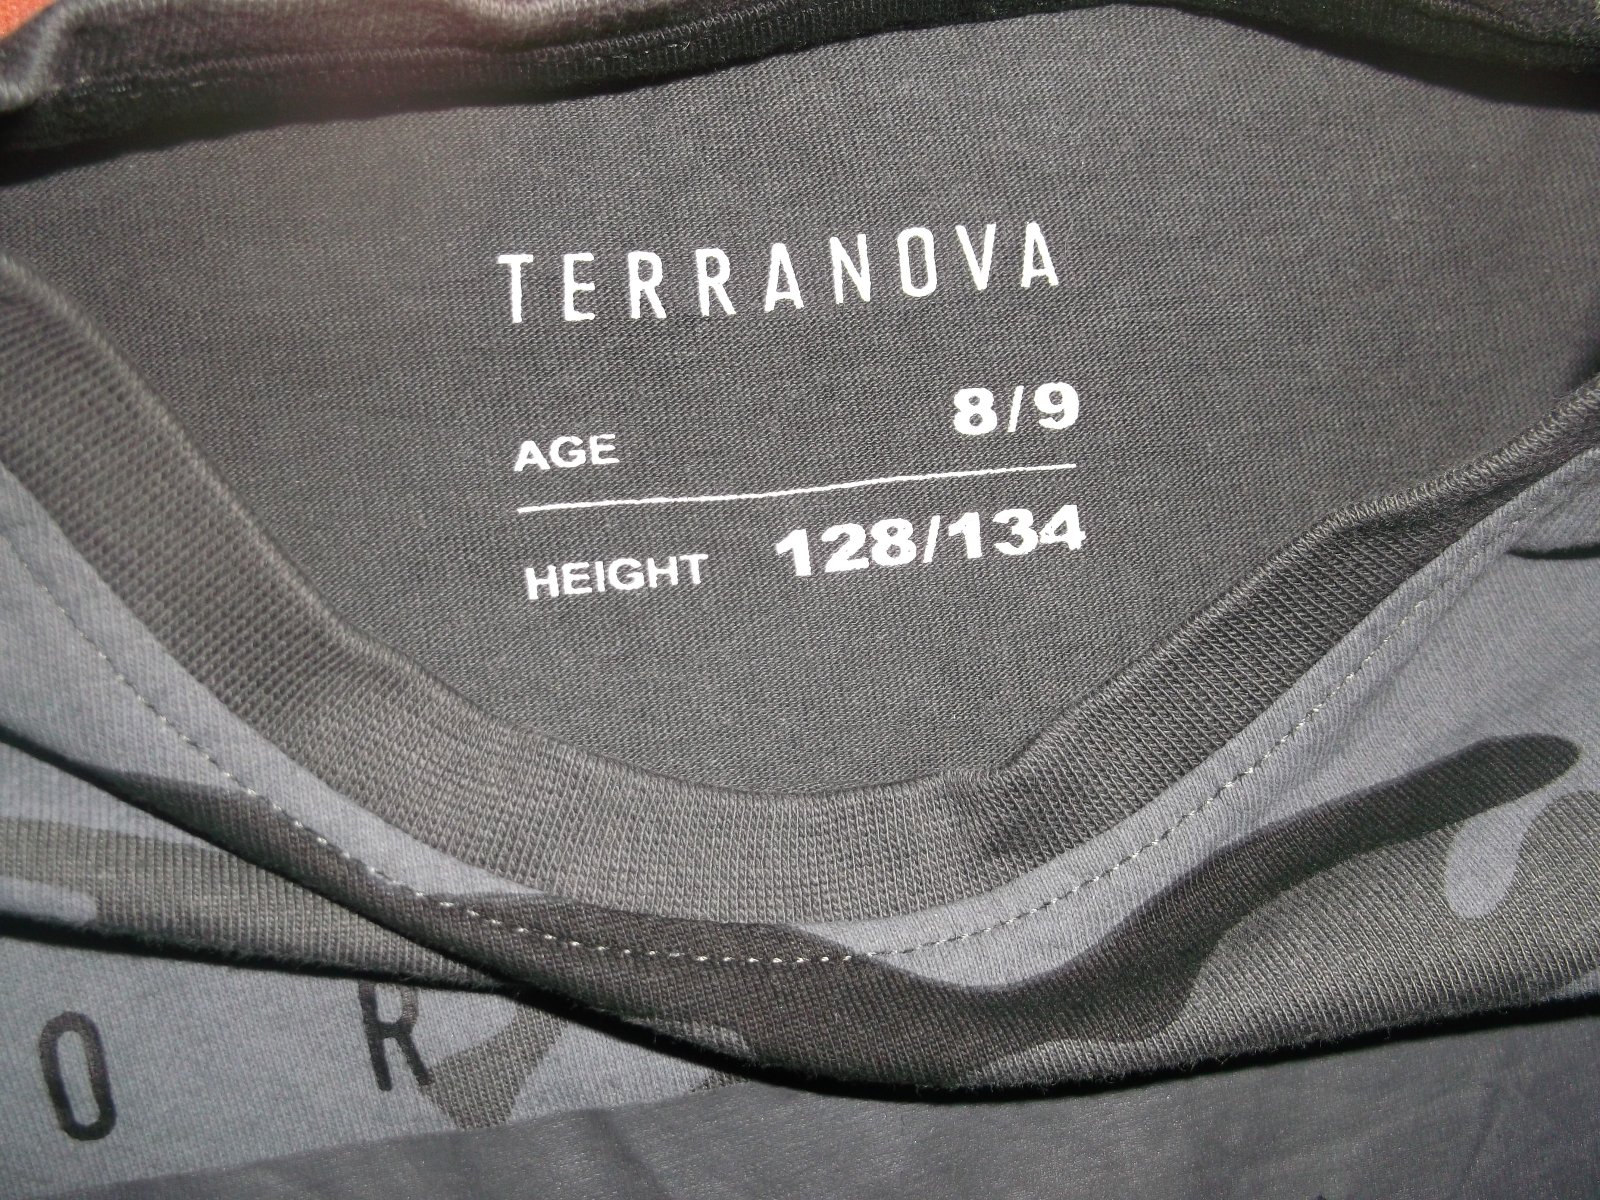 TERRANOVA
AGE 8/9
HEIGHT 128/134
O R